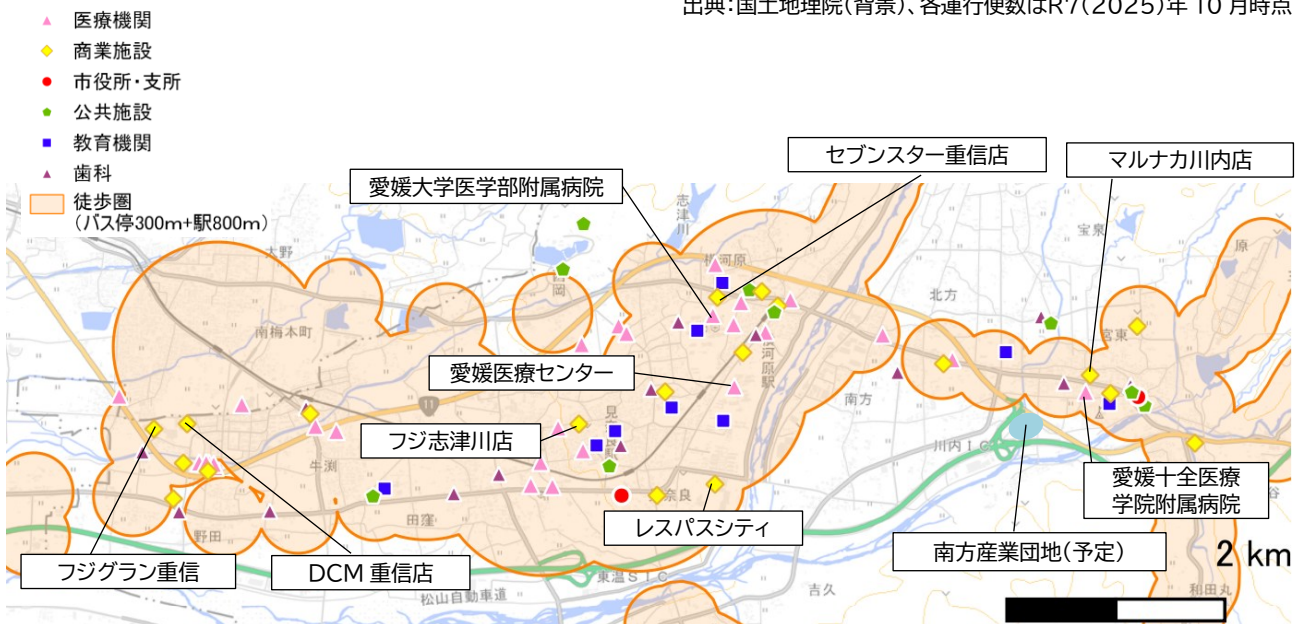 出典:国土地理院(背景)、各運行便数はR7(2025)年 10 月時点
医療機関
商業施設
市役所・支所
公共施設
教育機関
歯科
徒歩圏
(バス停300m+駅800m)
セブンスター重信店
マルナカ川内店
愛媛大学医学部附属病院
志津川
大野
横河原
宝泉
原
北方
南梅本町
宮東
愛媛医療センター
横河原駅
11
南方
フジ志津川店
川内IC
牛渕
愛媛十全医療
学院附属病院
田窪
野田
レスパスシティ
南方産業団地(予定)
フジグラン重信
DCM 重信店
東温SIC
松山自動車道
吉久
和田丸
2 km